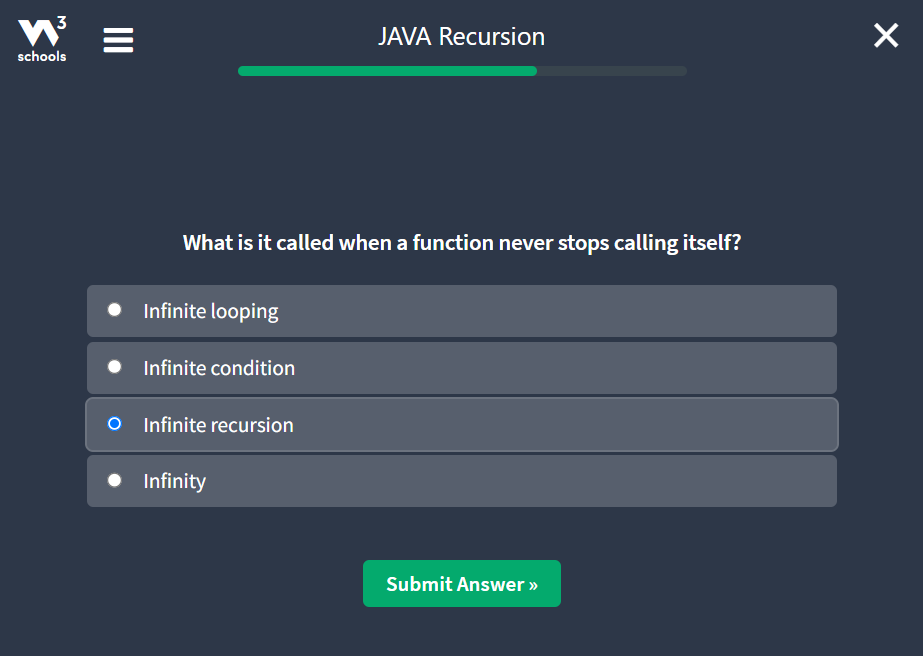 W3
schools
JAVA Recursion
What is it called when a function never stops calling itself?
Infinite looping
Infinite condition
Infinite recursion
Infinity
Submit Answer »